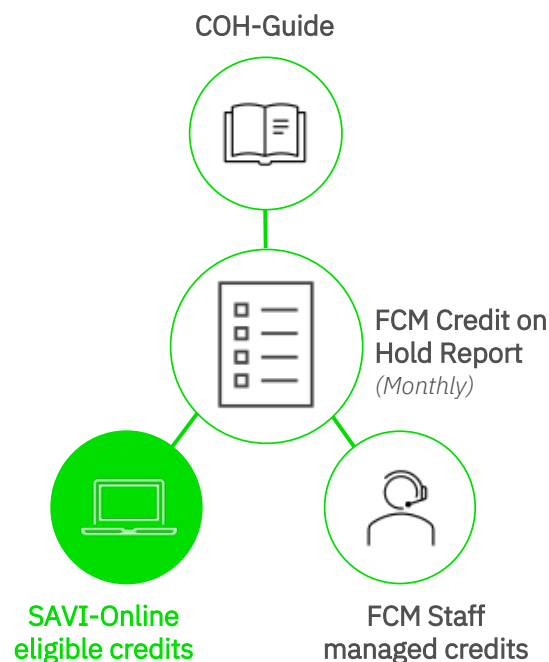 COH-Guide
FCM Credit on
Hold Report
(Monthly)
SAVI-Online
eligible credits
FCM Staff
managed credits